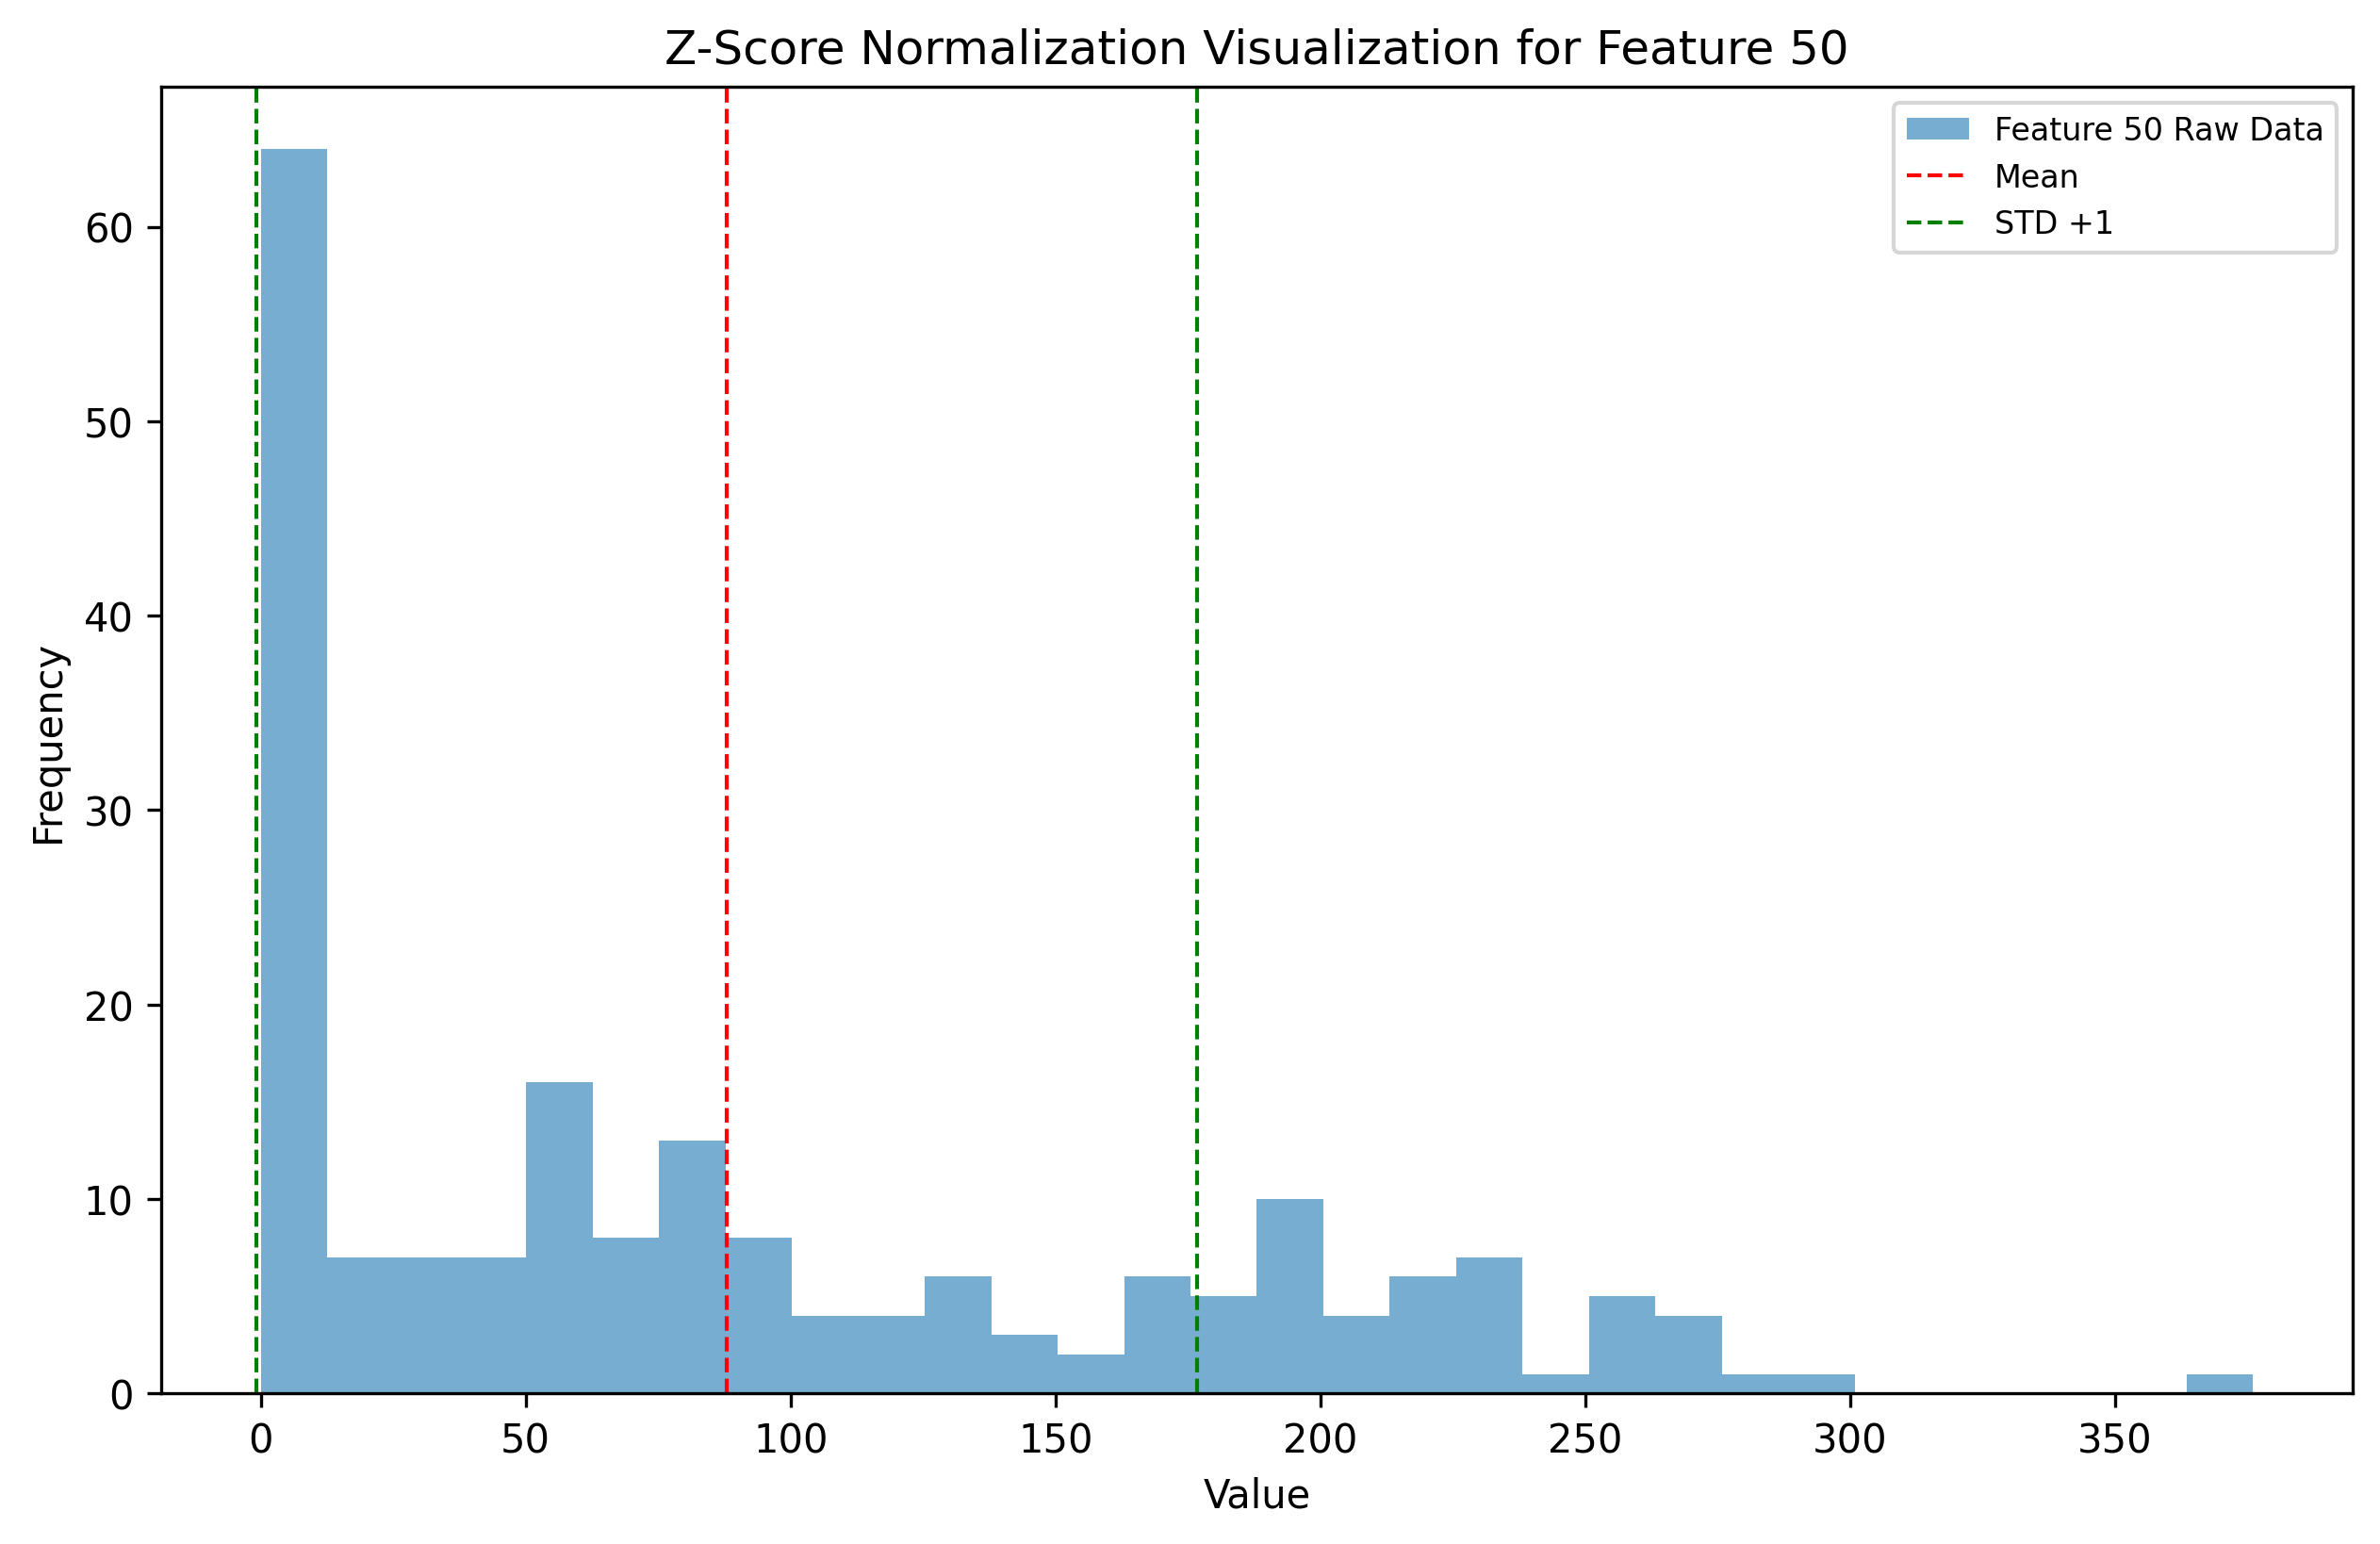 Z-Score Normalization Visualization for Feature 50
Feature 50 Raw Data
Mean
STD +1
60
50
40
30
20
10
0
Frequency
0 50 100 150 200 250 300 350
Value